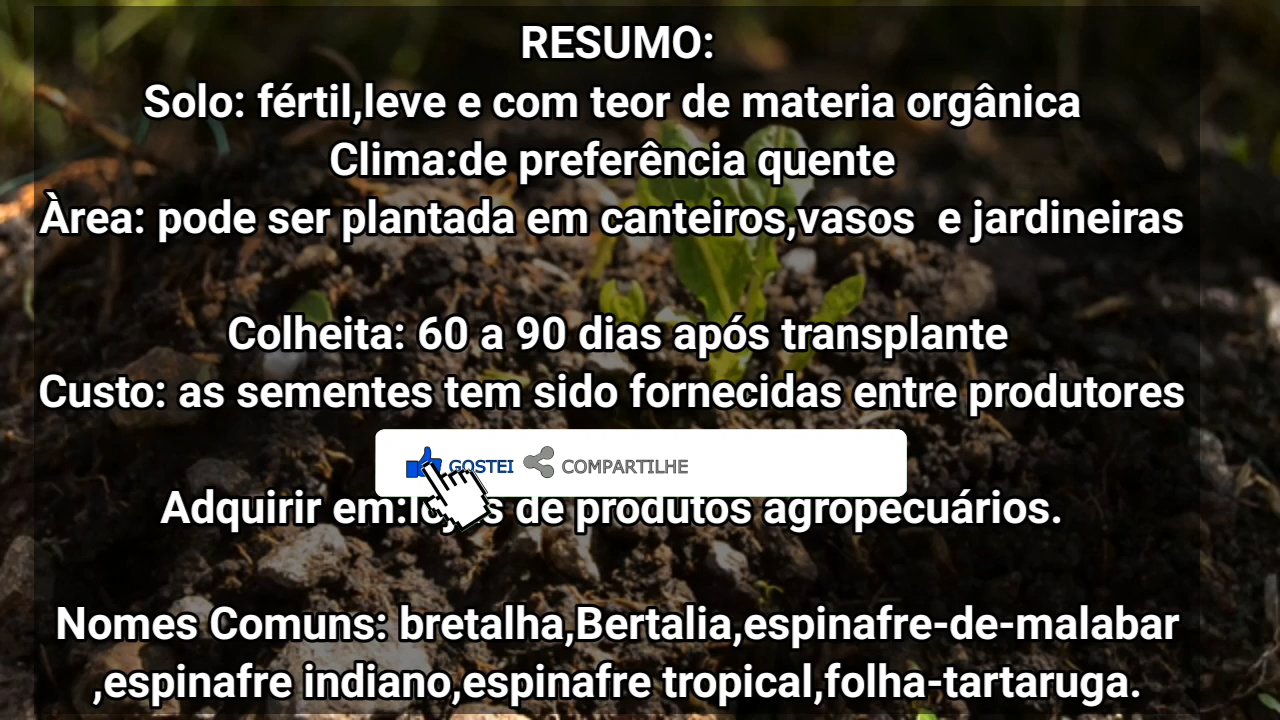 RESUMO:
Solo: fértil,leve e com teor de materia orgânica
Clima:de preferência quente
Àrea: pode ser plantada em canteiros,vasos e jardineiras
Colheita: 60 a 90 dias após transplante
Custo: as sementes tem sido fornecidas entre produtores
GOSTEI COMPARTILHE
Adquirir em: de produtos agropecuários.
Nomes Comuns: bretalha,Bertalia,espinafre-de-malabar
,espinafre indiano,espinafre tropical,folha-tartaruga.